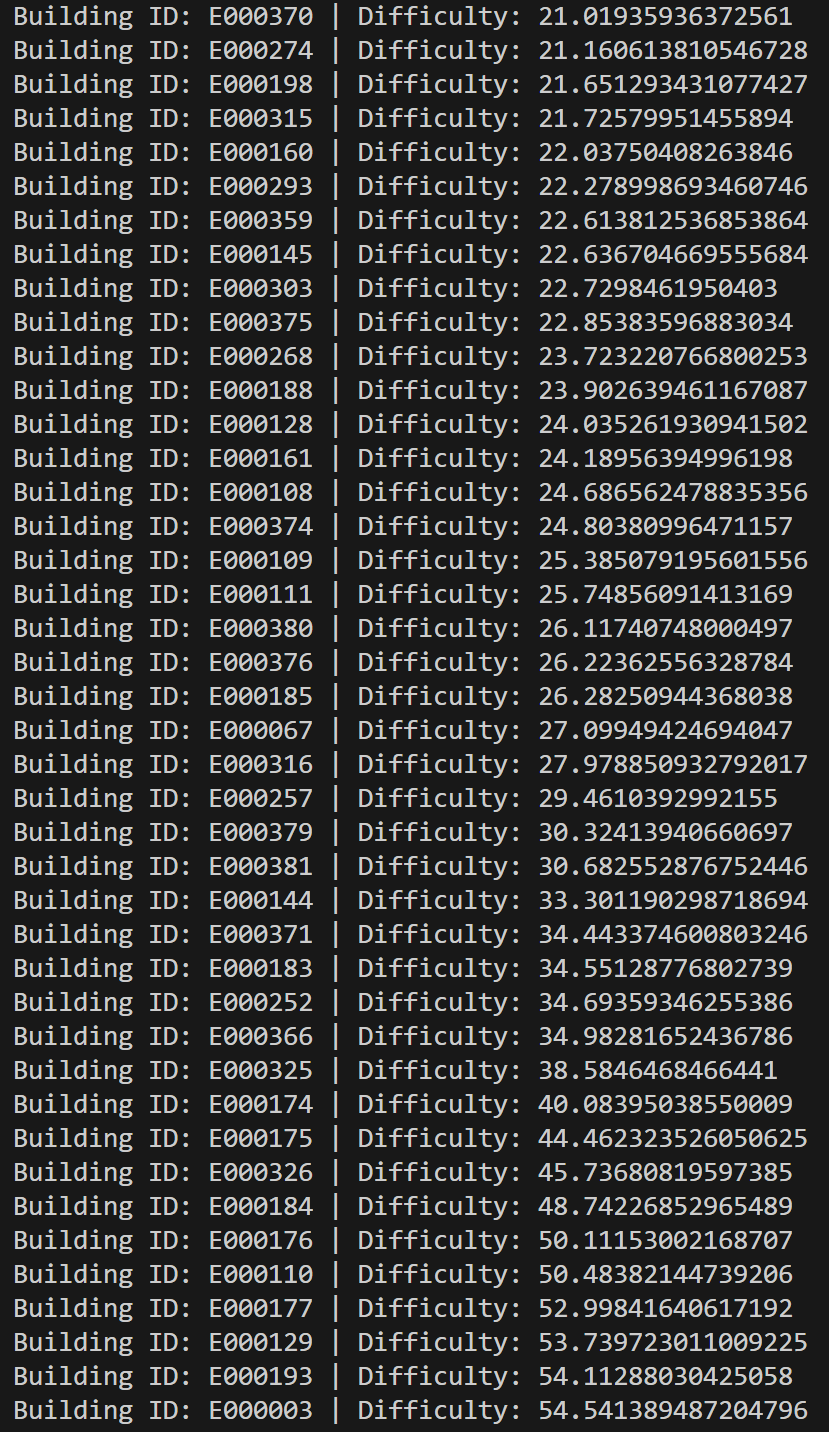 Building ID: E000370 | Difficulty: 21.01935936372561
Building ID: E000274 | Difficulty: 21.160613810546728
Building ID: E000198 | Difficulty: 21.651293431077427
Building ID: E000315 | Difficulty: 21.72579951455894
Building ID: E000160 | Difficulty: 22.03750408263846
Building ID: E000293 | Difficulty: 22.278998693460746
Building ID: E000359 | Difficulty: 22.613812536853864
Building ID: E000145 | Difficulty: 22.636704669555684
Building ID: E000303 | Difficulty: 22.7298461950403
Building ID: E000375 | Difficulty: 22.85383596883034
Building ID: E000268 | Difficulty: 23.723220766800253
Building ID: E000188 | Difficulty: 23.902639461167087
Building ID: E000128 | Difficulty: 24.035261930941502
Building ID: E000161 | Difficulty: 24.18956394996198
Building ID: E000108 | Difficulty: 24.686562478835356
Building ID: E000374 | Difficulty: 24.80380996471157
Building ID: E000109 | Difficulty: 25.385079195601556
Building ID: E000111 | Difficulty: 25.74856091413169
Building ID: E000380 | Difficulty: 26.11740748000497
Building ID: E000376 | Difficulty: 26.22362556328784
Building ID: E000185 | Difficulty: 26.28250944368038
Building ID: E000067 | Difficulty: 27.09949424694047
Building ID: E000316 | Difficulty: 27.978850932792017
Building ID: E000257 | Difficulty: 29.4610392992155
Building ID: E000379 | Difficulty: 30.32413940660697
Building ID: E000381 | Difficulty: 30.682552876752446
Building ID: E000144 | Difficulty: 33.301190298718694
Building ID: E000371 | Difficulty: 34.443374600803246
Building ID: E000183 | Difficulty: 34.55128776802739
Building ID: E000252 | Difficulty: 34.69359346255386
Building ID: E000366 | Difficulty: 34.98281652436786
Building ID: E000325 | Difficulty: 38.5846468466441
Building ID: E000174 | Difficulty: 40.08395038550009
Building ID: E000175 | Difficulty: 44.462323526050625
Building ID: E000326 | Difficulty: 45.73680819597385
Building ID: E000184 | Difficulty: 48.74226852965489
Building ID: E000176 | Difficulty: 50.11153002168707
Building ID: E000110 | Difficulty: 50.48382144739206
Building ID: E000177 | Difficulty: 52.99841640617192
Building ID: E000129 | Difficulty: 53.739723011009225
Building ID: E000193 | Difficulty: 54.11288030425058
Building ID: E000003 | Difficulty: 54.541389487204796